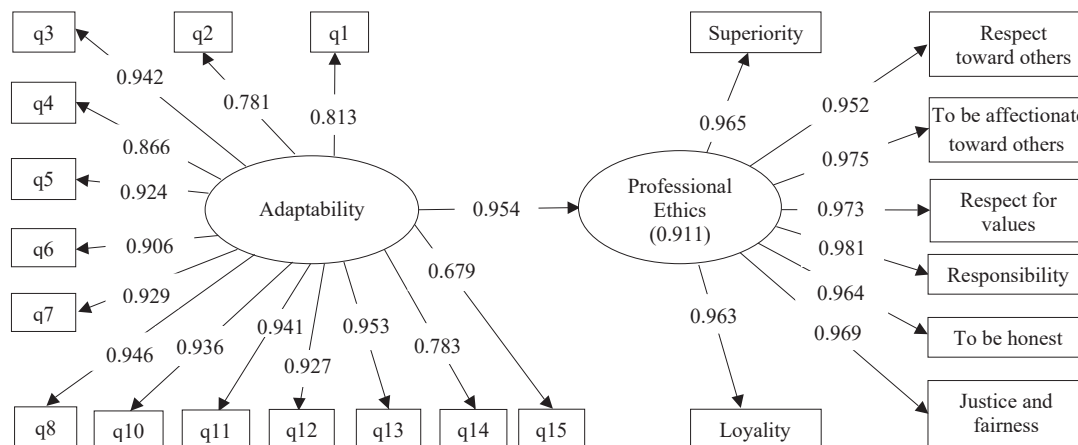 q3
q2
q1
Superiority
Respect
toward others
0.942
0.781
0.813
0.965
0.952
q4
To be affectionate
toward others
0.866
0.975
q5
0.924
Adaptability
0.954
Professional
Ethics
(0.911)
0.973
Respect for
values
q6
0.906
0.679
0.981
Responsibility
q7
0.929
0.964
0.946
0.936
0.941
0.927
0.953
0.783
0.963
0.969
To be honest
q8
q10
q11
q12
q13
q14
q15
Loyality
Justice and
fairness